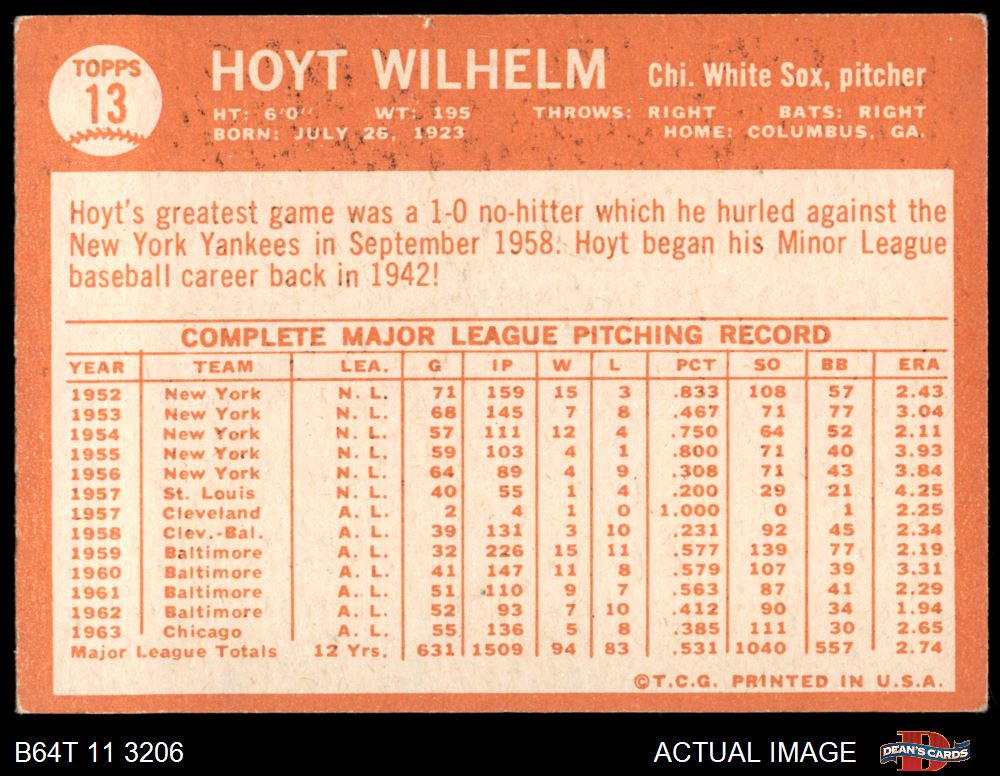 TOPPS
13
HOYT WILHELM Chi. White Sox, pitcher
HT: 6'0" WT: 195 THROWS: RIGHT BATS: RIGHT
BORN: JULY 26, 1923 HOME: COLUMBUS, GA.
Hoyt's greatest game was a 1-0 no-hitter which he hurled against the
New York Yankees in September 1958. Hoyt began his Minor League
baseball career back in 1942!
COMPLETE MAJOR LEAGUE PITCHING RECORD
YEAR TEAM LEA. G IP W L PCT SO BB ERA
1952 New York N. L. 71 159 15 3 .833 108 57 2.43
1953 New York N. L. 68 145 7 8 .467 71 77 3.04
1954 New York N. L. 57 111 12 4 .750 64 52 2.11
1955 New York N. L. 59 103 4 1 .800 71 40 3.93
1956 New York N. L. 64 89 4 9 .308 71 43 3.84
1957 St. Louis N. L. 40 55 1 4 .200 29 21 4.25
1957 Cleveland A. L. 2 4 1 0 1.000 0 1 2.25
1958 Clev.-Bal. A. L. 39 131 3 10 .231 92 45 2.34
1959 Baltimore A. L. 32 226 15 11 .577 139 77 2.19
1960 Baltimore A. L. 41 147 11 8 .579 107 39 3.31
1961 Baltimore A. L. 51 110 9 7 .563 87 41 2.29
1962 Baltimore A. L. 52 93 7 10 .412 90 34 1.94
1963 Chicago A. L. 55 136 5 8 .385 111 30 2.65
Major League Totals 12 Yrs. 631 1509 94 83 .531 1040 557 2.74
©T.C.G. PRINTED IN U.S.A.
B64T 11 3206 ACTUAL IMAGE DEAN'S CARDS